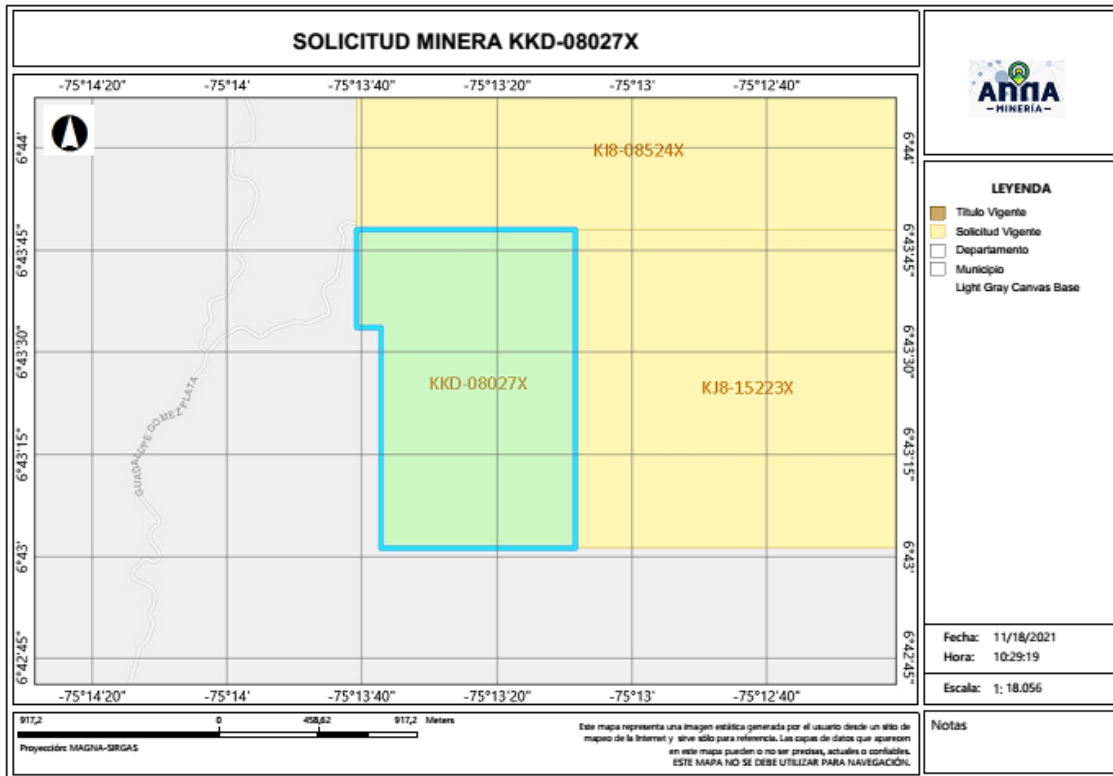 SOLICITUD MINERA KKD-08027X
-75°14'20" -75°14' -75°13'40" -75°13'20" -75°13' -75°12'40"
6°44'
6°43'45"
6°43'30"
6°43'15"
6°43'
6°42'45"
KI8-08524X
KKD-08027X
KJ8-15223X
GUADALUPE GOMEZ PLATA
6°44'
6°43'45"
6°43'30"
6°43'15"
6°43'
6°42'45"
-75°14'20" -75°14' -75°13'40" -75°13'20" -75°13' -75°12'40"
ANNA
MINERÍA
LEYENDA
Título Vigente
Solicitud Vigente
Departamento
Municipio
Light Gray Canvas Base
Fecha: 11/18/2021
Hora: 10:29:19
Escala: 1: 18.056
Notas
917,2 0 458,62 917,2 Meters
Proyección: MAGNA-SIRGAS
Este mapa representa una imagen estática generada por el usuario desde un sitio de
mapeo de la Internet y sirve sólo para referencia. Las capas de datos que aparecen
en este mapa pueden o no ser precisas, actuales o confiables.
ESTE MAPA NO SE DEBE UTILIZAR PARA NAVEGACIÓN.